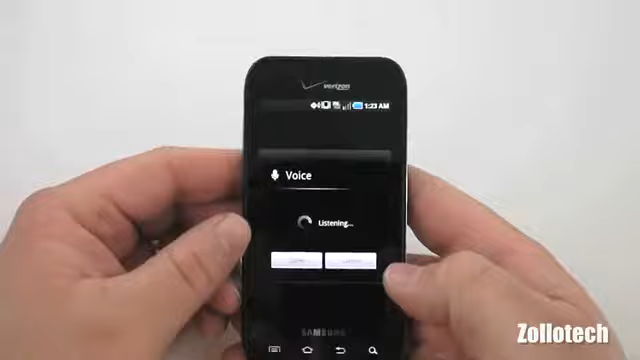 verizon
1:23 AM
Voice
Listening...
SAMSUNG
Zollotech